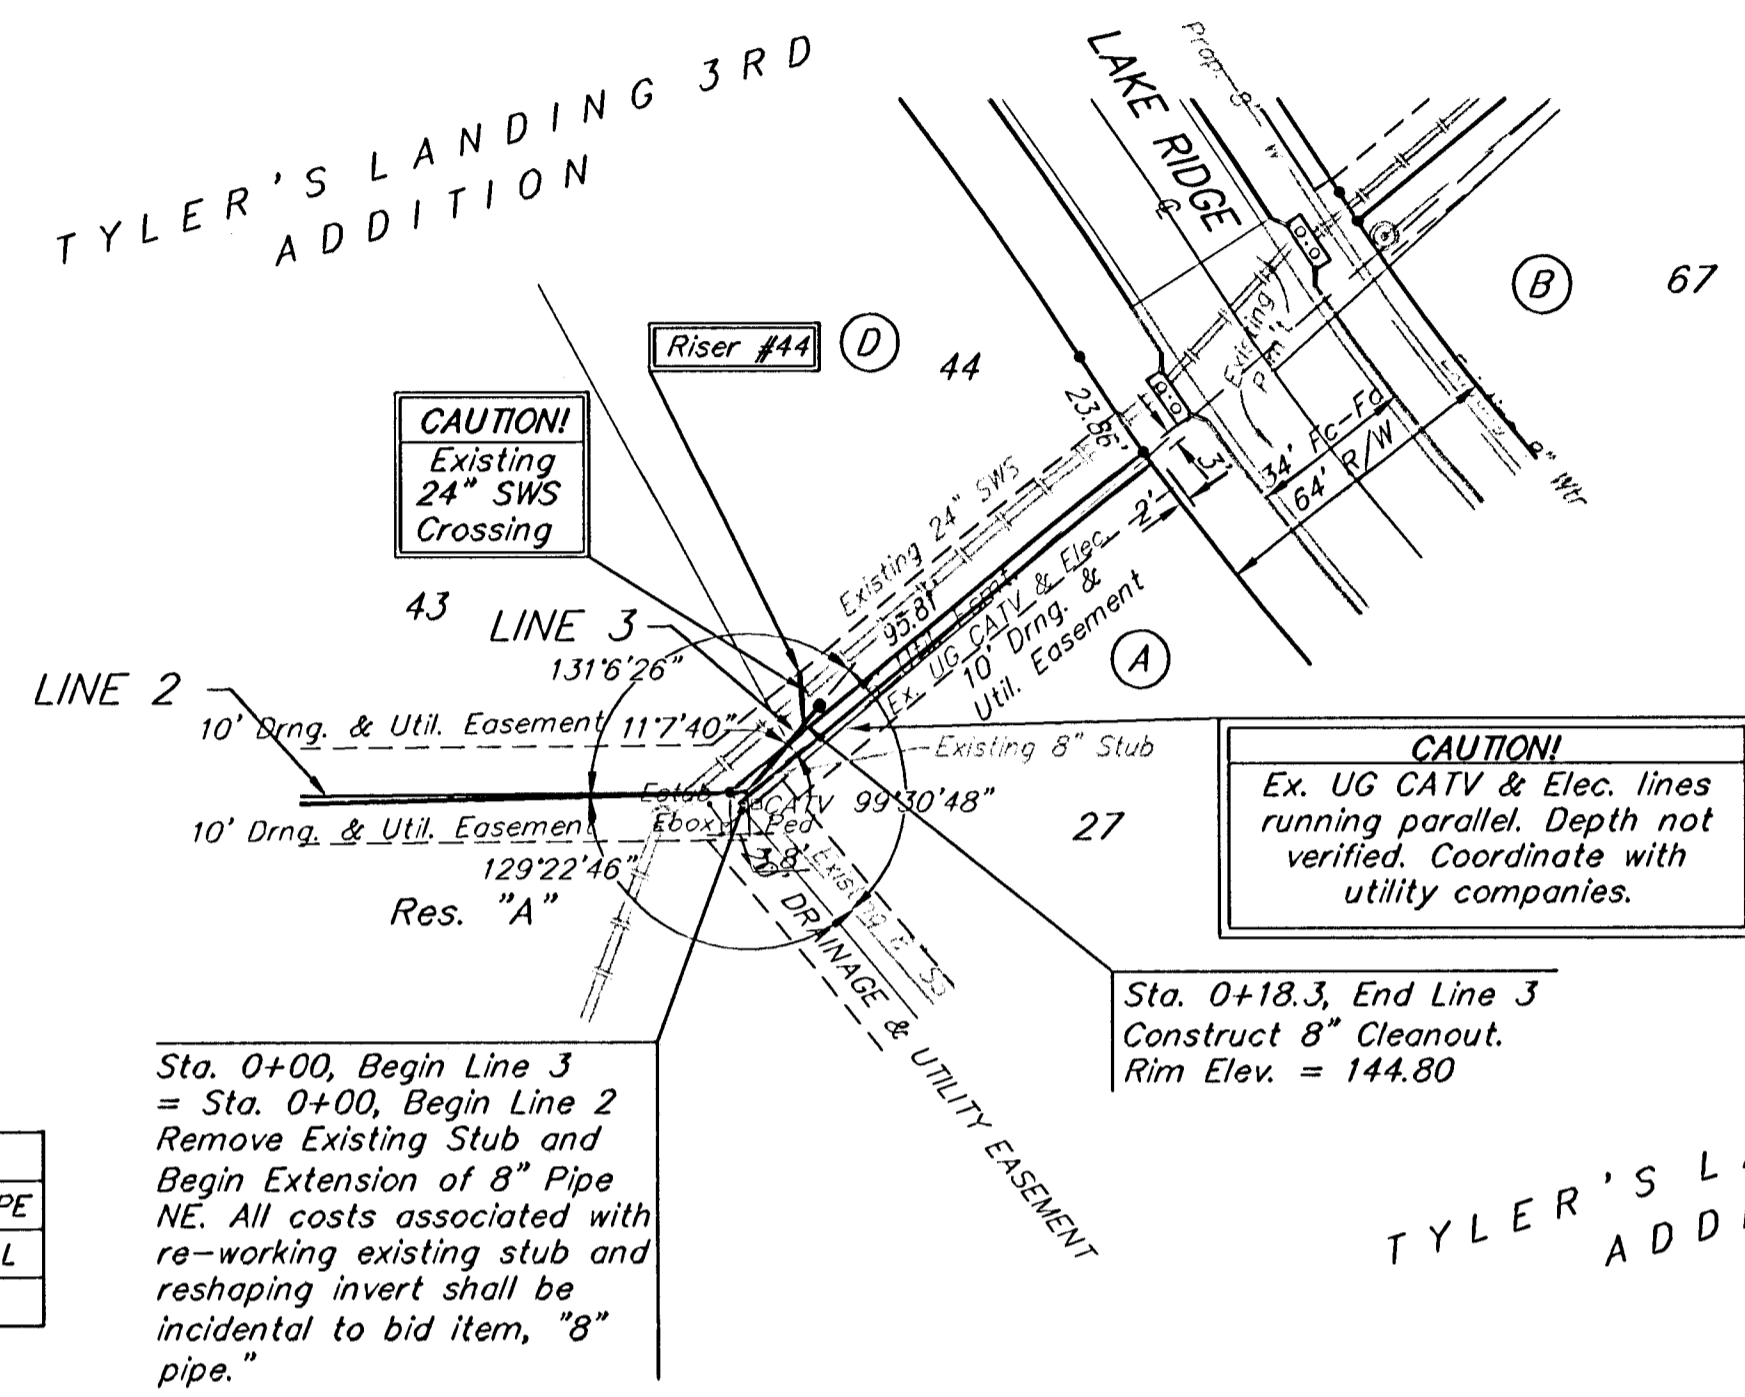 TYLER'S LANDING 3RD
ADDITION
LAKE RIDGE
Prop. 8" W
B
67
Riser #44
D
44
CAUTION!
Existing
24" SWS
Crossing
23.86'
Existing
Pvm't
3'
34' Fc-Fc
64' R/W
2'
Existing 24" SWS
95.81'
Util. Esmt.
Ex. UG CATV & Elec.
10' Drng. &
Util. Easement
A
43
LINE 3
131°6'26"
LINE 2
10' Drng. & Util. Easement
11°7'40"
Existing 8" Stub
CAUTION!
Ex. UG CATV & Elec. lines
running parallel. Depth not
verified. Coordinate with
utility companies.
CATV
Ped
Ebox
99°30'48"
10' Drng. & Util. Easement
27
129°22'46"
Res. "A"
20' DRAINAGE & UTILITY EASEMENT
Sta. 0+18.3, End Line 3
Construct 8" Cleanout.
Rim Elev. = 144.80
Sta. 0+00, Begin Line 3
= Sta. 0+00, Begin Line 2
Remove Existing Stub and
Begin Extension of 8" Pipe
NE. All costs associated with
re-working existing stub and
reshaping invert shall be
incidental to bid item, "8"
pipe."
PE
L
TYLER'S L
ADD